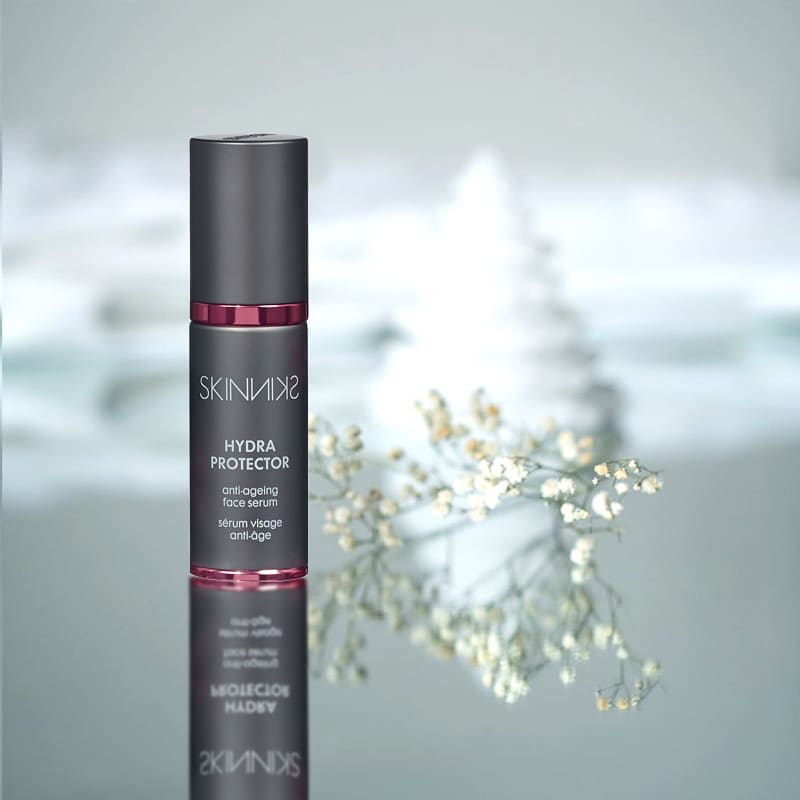 SKINNIKS
HYDRA
PROTECTOR
anti-ageing
face serum
sérum visage
anti-âge